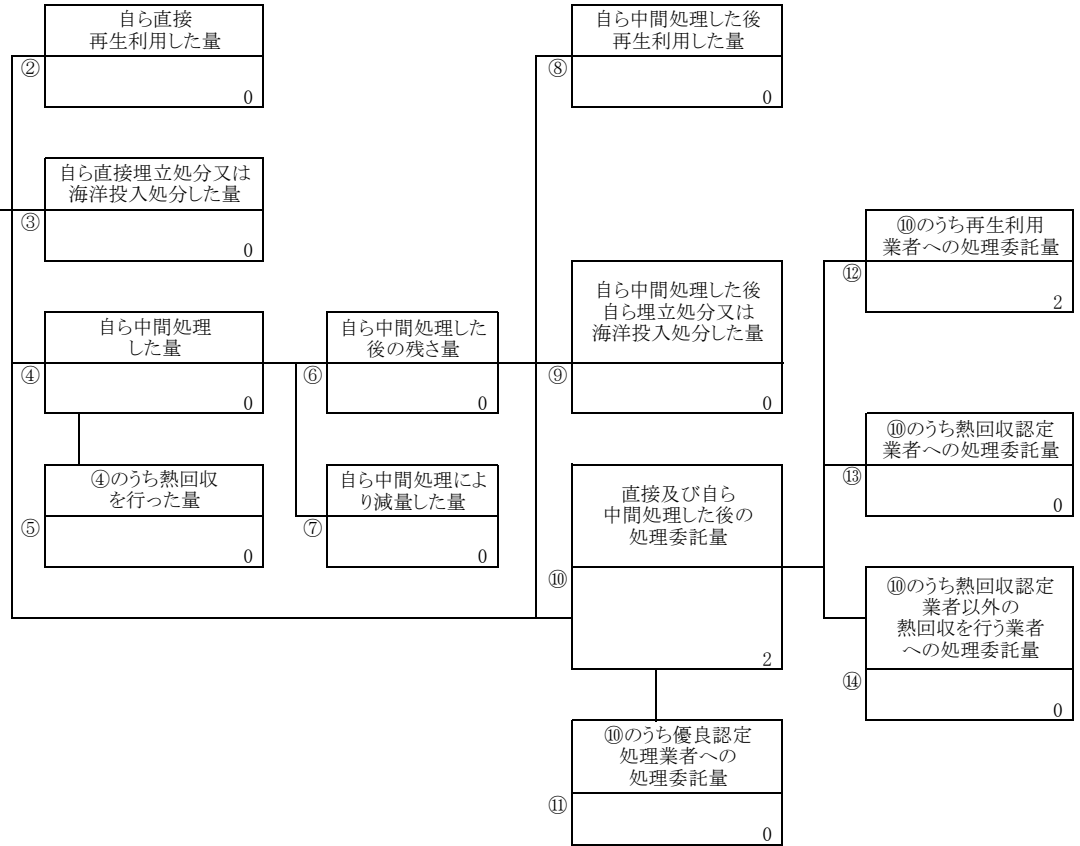 自ら直接
再生利用した量
②
0
自ら直接埋立処分又は
海洋投入処分した量
③
0
自ら中間処理
した量
④
0
④のうち熱回収
を行った量
⑤
0
自ら中間処理した
後の残さ量
⑥
0
自ら中間処理によ
り減量した量
⑦
0
自ら中間処理した後
再生利用した量
⑧
0
自ら中間処理した後
自ら埋立処分又は
海洋投入処分した量
⑨
0
直接及び自ら
中間処理した後の
処理委託量
⑩
2
⑩のうち優良認定
処理業者への
処理委託量
⑪
0
⑩のうち再生利用
業者への処理委託量
⑫
2
⑩のうち熱回収認定
業者への処理委託量
⑬
0
⑩のうち熱回収認定
業者以外の
熱回収を行う業者
への処理委託量
⑭
0